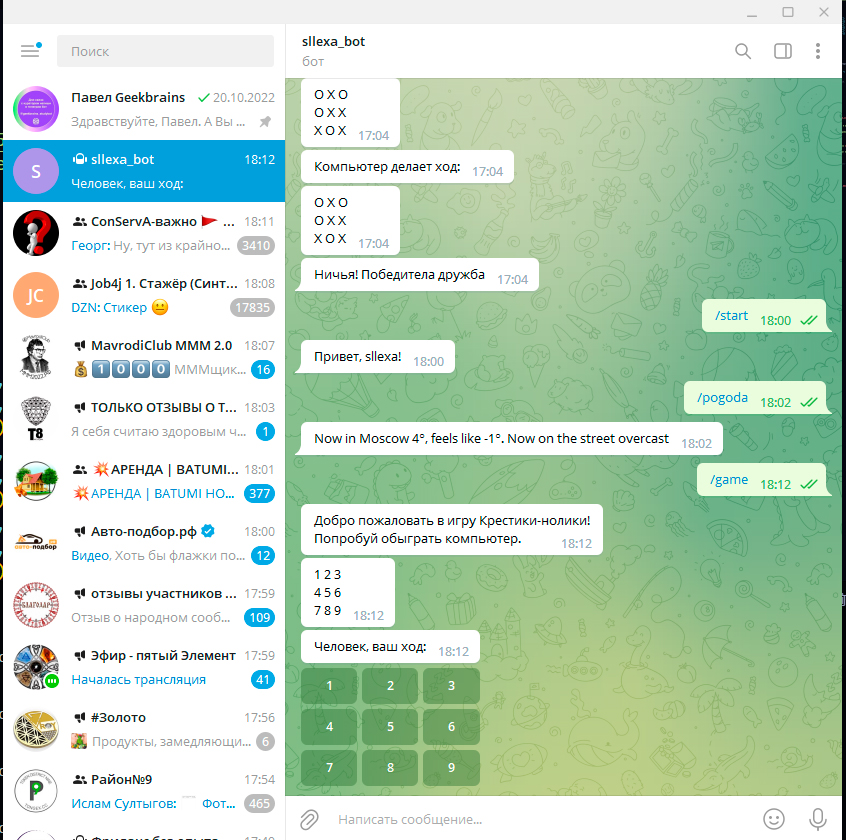 Поиск
Павел Geekbrains 20.10.2022
Здравствуйте, Павел. А Вы ...
S
sllexa_bot 18:12
Человек, ваш ход:
ConServA-важно ... 18:11
Георг: Ну, тут из крайно... 3410
JC
Job4j 1. Стажёр (Синт... 18:08
DZN: Стикер 17835
MavrodiClub МММ 2.0 18:07
1 0 0 0 МММщик... 16
T8
ТОЛЬКО ОТЗЫВЫ О Т... 18:03
Я себя считаю здоровым ч... 1
АРЕНДА | BATUMI... 18:01
АРЕНДА | BATUMI HO... 377
авто-подбор
Авто-подбор.рф 18:00
Видео, Хоть бы флажки по... 12
БЛАГОДАР
отзывы участников ... 17:59
Отзыв о народном сооб... 109
Эфир - пятый Элемент 17:59
Началась трансляция 41
#Золото 17:56
Продукты, замедляющи... 6
P
Район№9 17:54
Ислам Султыгов: Фот... 465
sllexa_bot
бот
O X O
O X X
X O X 17:04
Компьютер делает ход: 17:04
O X O
O X X
X O X 17:04
Ничья! Победитела дружба 17:04
/start 18:00
Привет, sllexa! 18:00
/pogoda 18:02
Now in Moscow 4°, feels like -1°. Now on the street overcast 18:02
/game 18:12
Добро пожаловать в игру Крестики-нолики!
Попробуй обыграть компьютер. 18:12
1 2 3
4 5 6
7 8 9 18:12
Человек, ваш ход: 18:12
1 2 3
4 5 6
7 8 9
Написать сообщение...